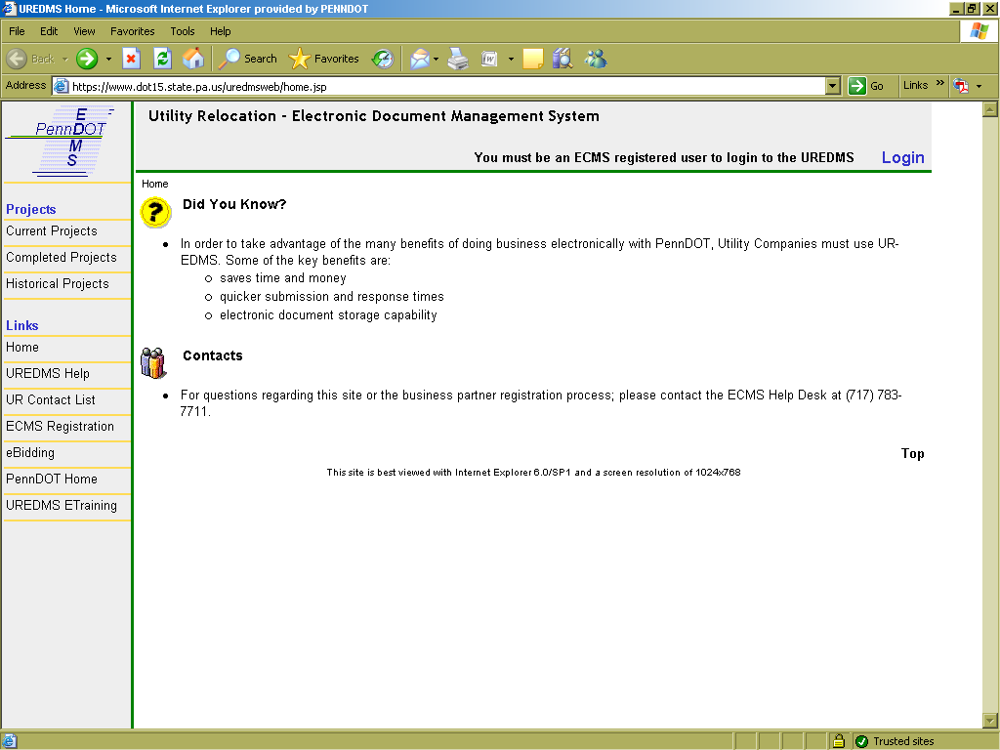 UREDMS Home - Microsoft Internet Explorer provided by PENNDOT
File Edit View Favorites Tools Help
Back Search Favorites
Address https://www.dot15.state.pa.us/uredmsweb/home.jsp Go Links »
E
PennDOT
M
S
Utility Relocation - Electronic Document Management System
You must be an ECMS registered user to login to the UREDMS Login
Projects
Current Projects
Completed Projects
Historical Projects
Links
Home
UREDMS Help
UR Contact List
ECMS Registration
eBidding
PennDOT Home
UREDMS ETraining
Home
? Did You Know?
• In order to take advantage of the many benefits of doing business electronically with PennDOT, Utility Companies must use UR-
EDMS. Some of the key benefits are:
o saves time and money
o quicker submission and response times
o electronic document storage capability
Contacts
• For questions regarding this site or the business partner registration process; please contact the ECMS Help Desk at (717) 783-
7711.
Top
This site is best viewed with Internet Explorer 6.0/SP1 and a screen resolution of 1024x768
Trusted sites